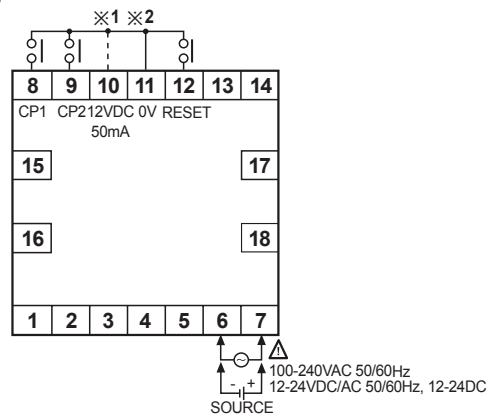 ※1 ※2
8 9 10 11 12 13 14
CP1 CP2 12VDC 0V RESET
50mA
15 17
16 18
1 2 3 4 5 6 7
100-240VAC 50/60Hz
- + 12-24VDC/AC 50/60Hz, 12-24DC
SOURCE